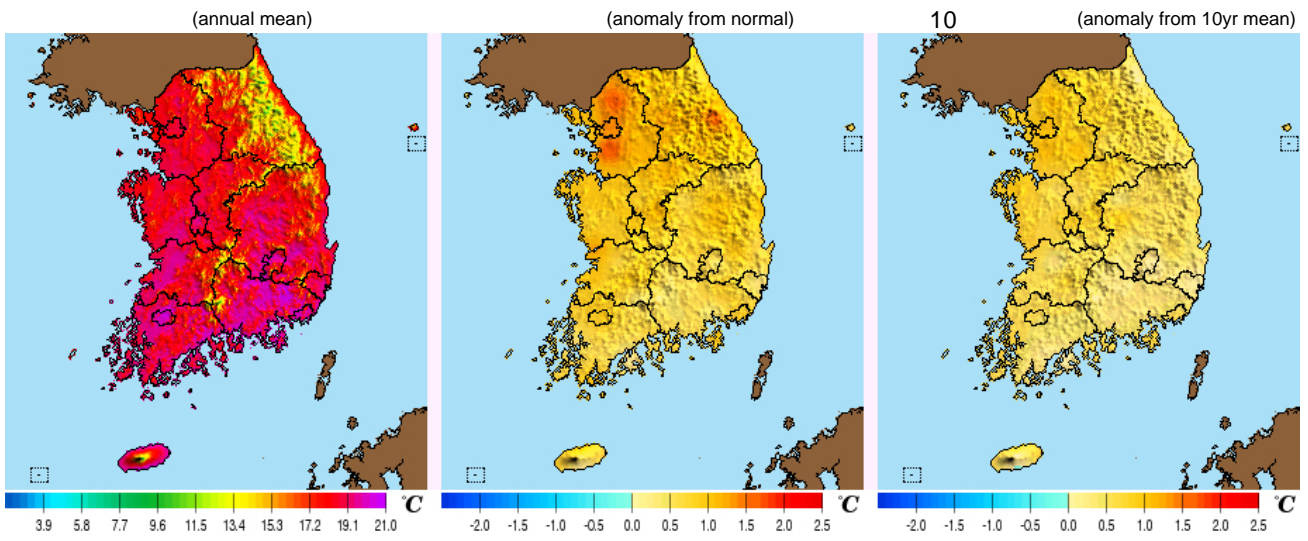 (annual mean)
(anomaly from normal)
10 (anomaly from 10yr mean)
3.9 5.8 7.7 9.6 11.5 13.4 15.3 17.2 19.1 21.0 °C
-2.0 -1.5 -1.0 -0.5 0.0 0.5 1.0 1.5 2.0 2.5 °C
-2.0 -1.5 -1.0 -0.5 0.0 0.5 1.0 1.5 2.0 2.5 °C